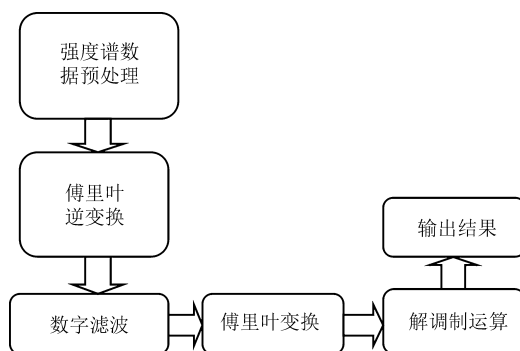 强度谱数
据预处理
傅里叶
逆变换
数字滤波
傅里叶变换
解调制运算
输出结果